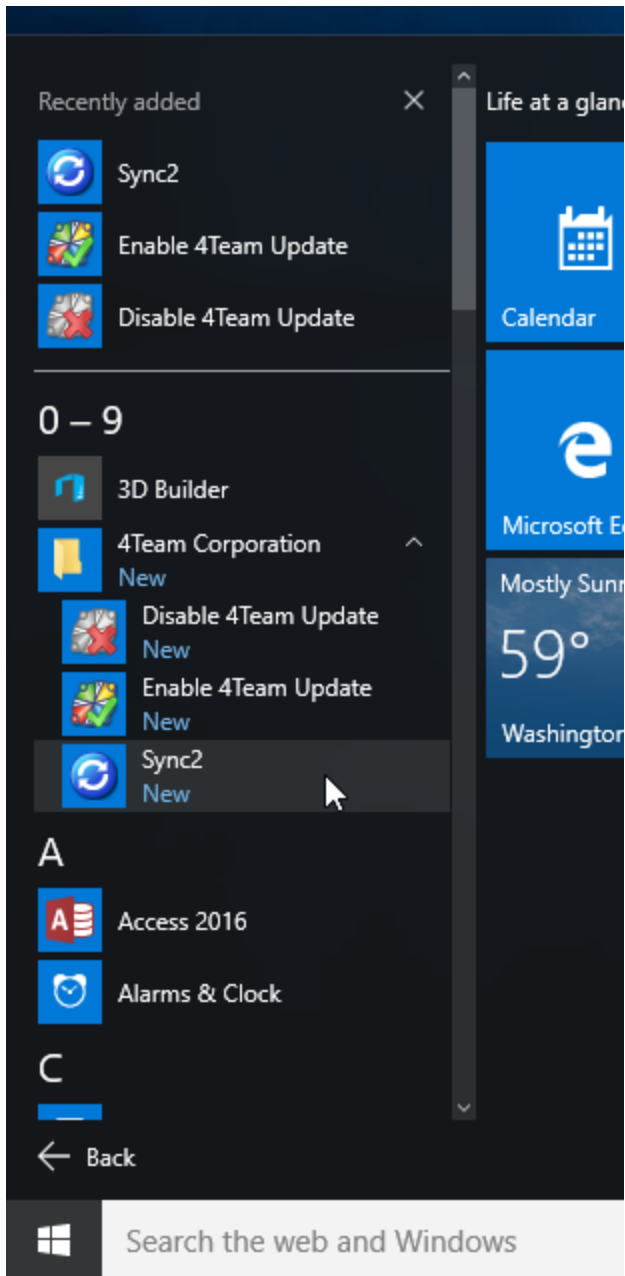 Recently added
Sync2
Enable 4Team Update
Disable 4Team Update
0 – 9
3D Builder
4Team Corporation
New
Disable 4Team Update
New
Enable 4Team Update
New
Sync2
New
A
Access 2016
Alarms & Clock
C
Back
Search the web and Windows
Life at a glan
Calendar
Microsoft E
Mostly Sunn
59°
Washington